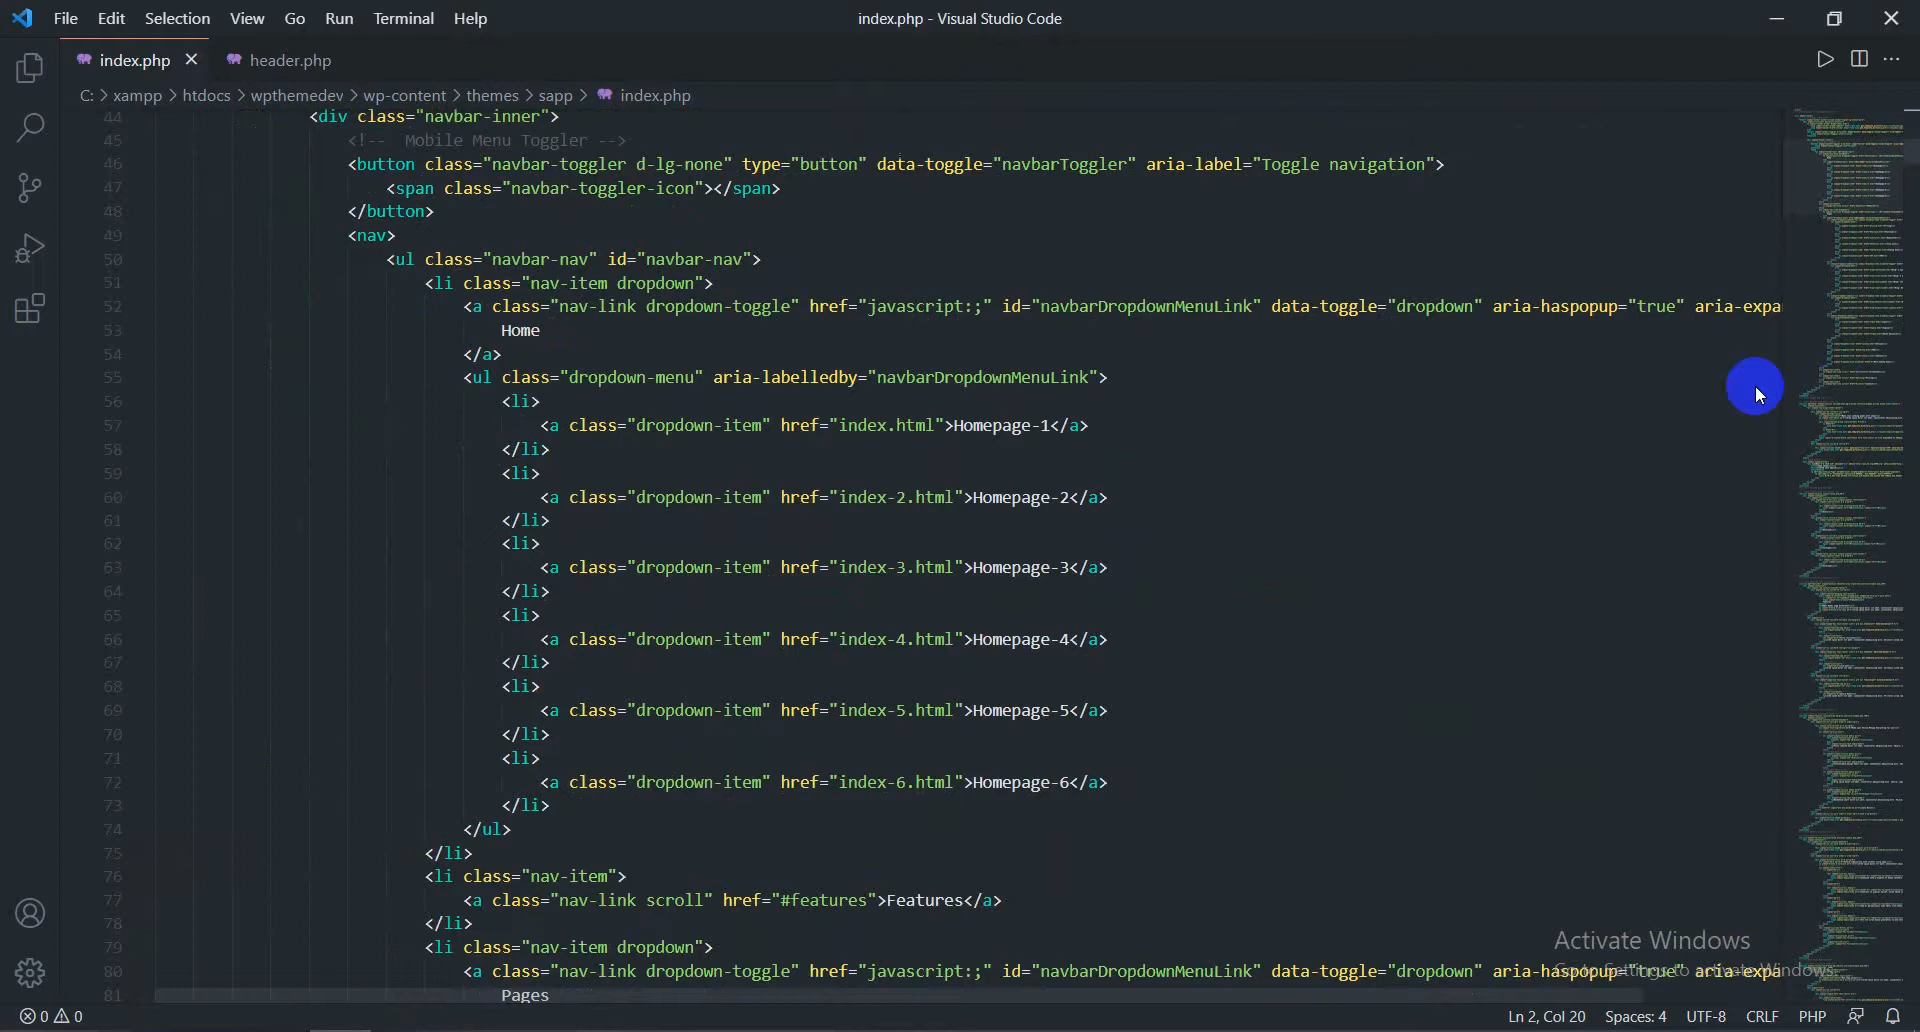 File Edit Selection View Go Run Terminal Help
index.php - Visual Studio Code
index.php header.php
C: > xampp > htdocs > wpthemedev > wp-content > themes > sapp > index.php
44 <div class="navbar-inner">
45 <!-- Mobile Menu Toggler -->
46 <button class="navbar-toggler d-lg-none" type="button" data-toggle="navbarToggler" aria-label="Toggle navigation">
47 <span class="navbar-toggler-icon"></span>
48 </button>
49 <nav>
50 <ul class="navbar-nav" id="navbar-nav">
51 <li class="nav-item dropdown">
52 <a class="nav-link dropdown-toggle" href="javascript:;" id="navbarDropdownMenuLink" data-toggle="dropdown" aria-haspopup="true" aria-expa
53 Home
54 </a>
55 <ul class="dropdown-menu" aria-labelledby="navbarDropdownMenuLink">
56 <li>
57 <a class="dropdown-item" href="index.html">Homepage-1</a>
58 </li>
59 <li>
60 <a class="dropdown-item" href="index-2.html">Homepage-2</a>
61 </li>
62 <li>
63 <a class="dropdown-item" href="index-3.html">Homepage-3</a>
64 </li>
65 <li>
66 <a class="dropdown-item" href="index-4.html">Homepage-4</a>
67 </li>
68 <li>
69 <a class="dropdown-item" href="index-5.html">Homepage-5</a>
70 </li>
71 <li>
72 <a class="dropdown-item" href="index-6.html">Homepage-6</a>
73 </li>
74 </ul>
75 </li>
76 <li class="nav-item">
77 <a class="nav-link scroll" href="#features">Features</a>
78 </li>
79 <li class="nav-item dropdown">
80 <a class="nav-link dropdown-toggle" href="javascript:;" id="navbarDropdownMenuLink" data-toggle="dropdown" aria-haspopup="true" aria-expa
81 Pages
Activate Windows
Go to Settings to activate Windows.
0 0
Ln 2, Col 20 Spaces: 4 UTF-8 CRLF PHP